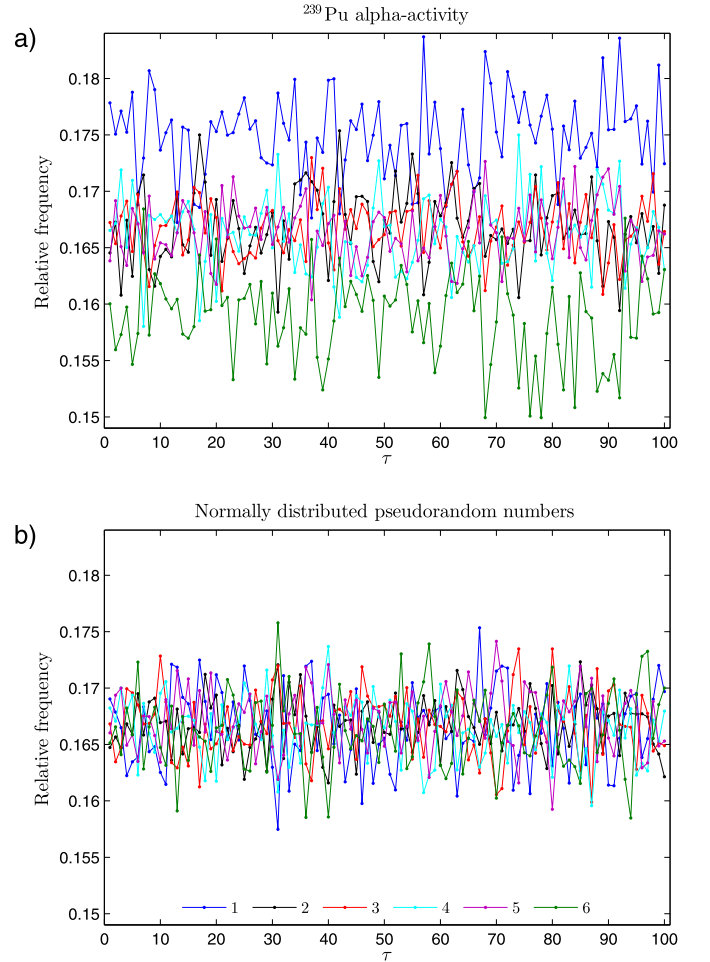 ²³⁹Pu alpha-activity
a)
0.18
0.175
0.17
0.165
0.16
0.155
0.15
Relative frequency
0 10 20 30 40 50 60 70 80 90 100
τ
Normally distributed pseudorandom numbers
b)
0.18
0.175
0.17
0.165
0.16
0.155
0.15
Relative frequency
1 2 3 4 5 6
0 10 20 30 40 50 60 70 80 90 100
τ